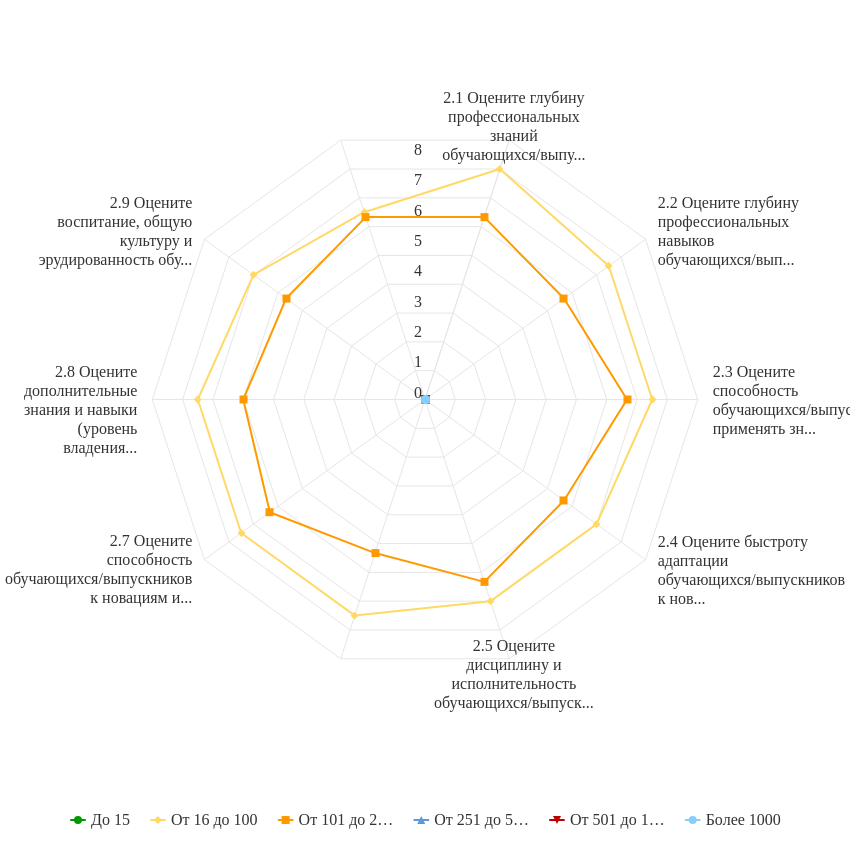 2.1 Оцените глубину
профессиональных
знаний
обучающихся/выпу...
2.2 Оцените глубину
профессиональных
навыков
обучающихся/вып...
2.3 Оцените
способность
обучающихся/выпус
применять зн...
2.4 Оцените быстроту
адаптации
обучающихся/выпускников
к нов...
2.5 Оцените
дисциплину и
исполнительность
обучающихся/выпуск...
2.7 Оцените
способность
обучающихся/выпускников
к новациям и...
2.8 Оцените
дополнительные
знания и навыки
(уровень
владения...
2.9 Оцените
воспитание, общую
культуру и
эрудированность обу...
8
7
6
5
4
3
2
1
0
До 15
От 16 до 100
От 101 до 2…
От 251 до 5…
От 501 до 1…
Более 1000